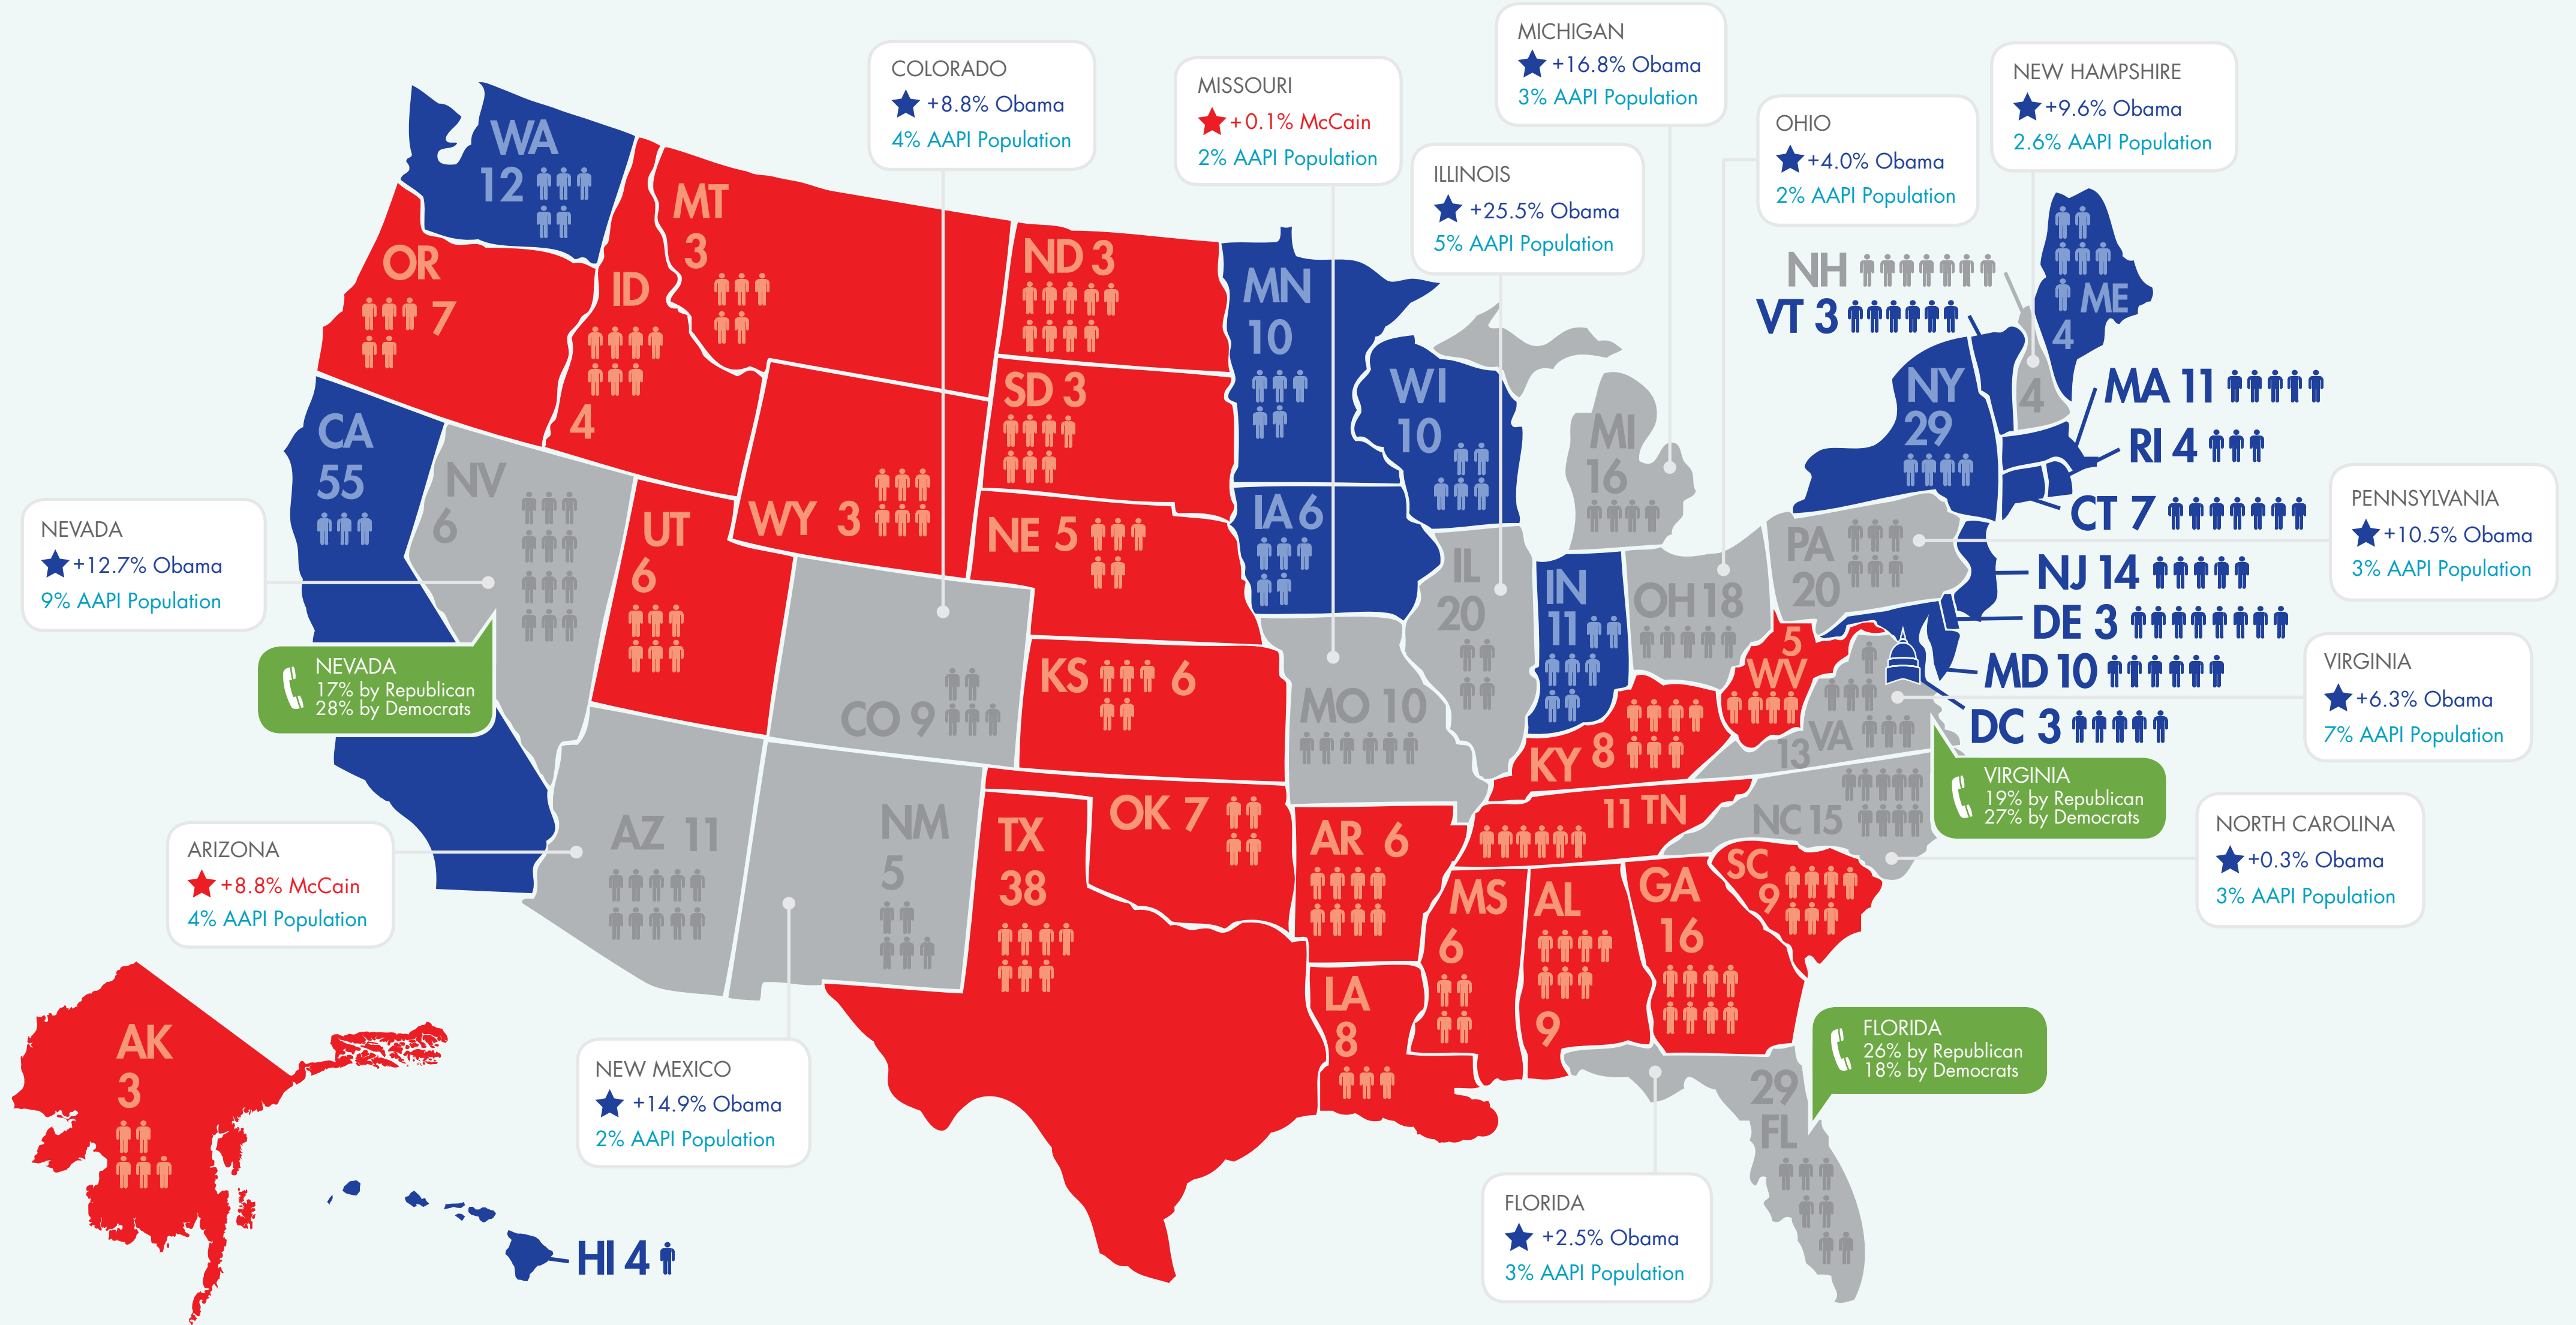 MICHIGAN
+16.8% Obama
3% AAPI Population
COLORADO
+8.8% Obama
4% AAPI Population
MISSOURI
+0.1% McCain
2% AAPI Population
NEW HAMPSHIRE
+9.6% Obama
2.6% AAPI Population
OHIO
+4.0% Obama
2% AAPI Population
ILLINOIS
+25.5% Obama
5% AAPI Population
WA
12
OR
7
ID
4
MT
3
ND 3
SD 3
MN
10
WI
10
MI
16
NH
4
VT 3
ME
4
NY
29
MA 11
RI 4
CT 7
NJ 14
DE 3
MD 10
DC 3
CA
55
NV
6
UT
6
WY 3
NE 5
IA 6
IL
20
IN
11
OH 18
PA
20
5
WV
13 VA
CO 9
KS 6
MO 10
KY 8
NC 15
11 TN
AZ 11
NM
5
TX
38
OK 7
AR 6
LA
8
MS
6
AL
9
GA
16
SC
9
29
FL
AK
3
HI 4
NEVADA
+12.7% Obama
9% AAPI Population
NEVADA
17% by Republican
28% by Democrats
PENNSYLVANIA
+10.5% Obama
3% AAPI Population
VIRGINIA
+6.3% Obama
7% AAPI Population
VIRGINIA
19% by Republican
27% by Democrats
NORTH CAROLINA
+0.3% Obama
3% AAPI Population
ARIZONA
+8.8% McCain
4% AAPI Population
NEW MEXICO
+14.9% Obama
2% AAPI Population
FLORIDA
26% by Republican
18% by Democrats
FLORIDA
+2.5% Obama
3% AAPI Population